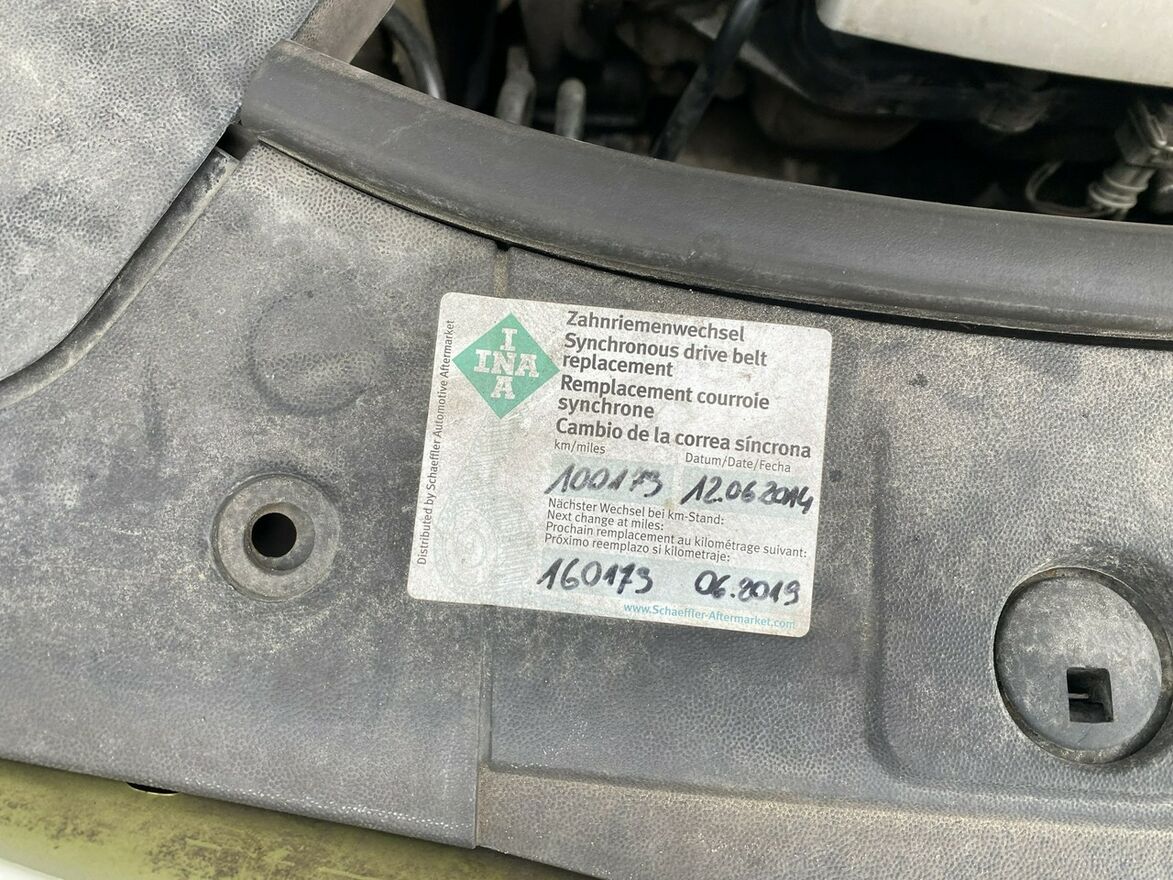 I
INA
A
Distributed by Schaeffler Automotive Aftermarket
Zahnriemenwechsel
Synchronous drive belt
replacement
Remplacement courroie
synchrone
Cambio de la correa síncrona
km/miles Datum/Date/Fecha
100173 12.06.2014
Nächster Wechsel bei km-Stand:
Next change at miles:
Prochain remplacement au kilométrage suivant:
Próximo reemplazo si kilometraje:
160173 06.2019
www.Schaeffler-Aftermarket.com